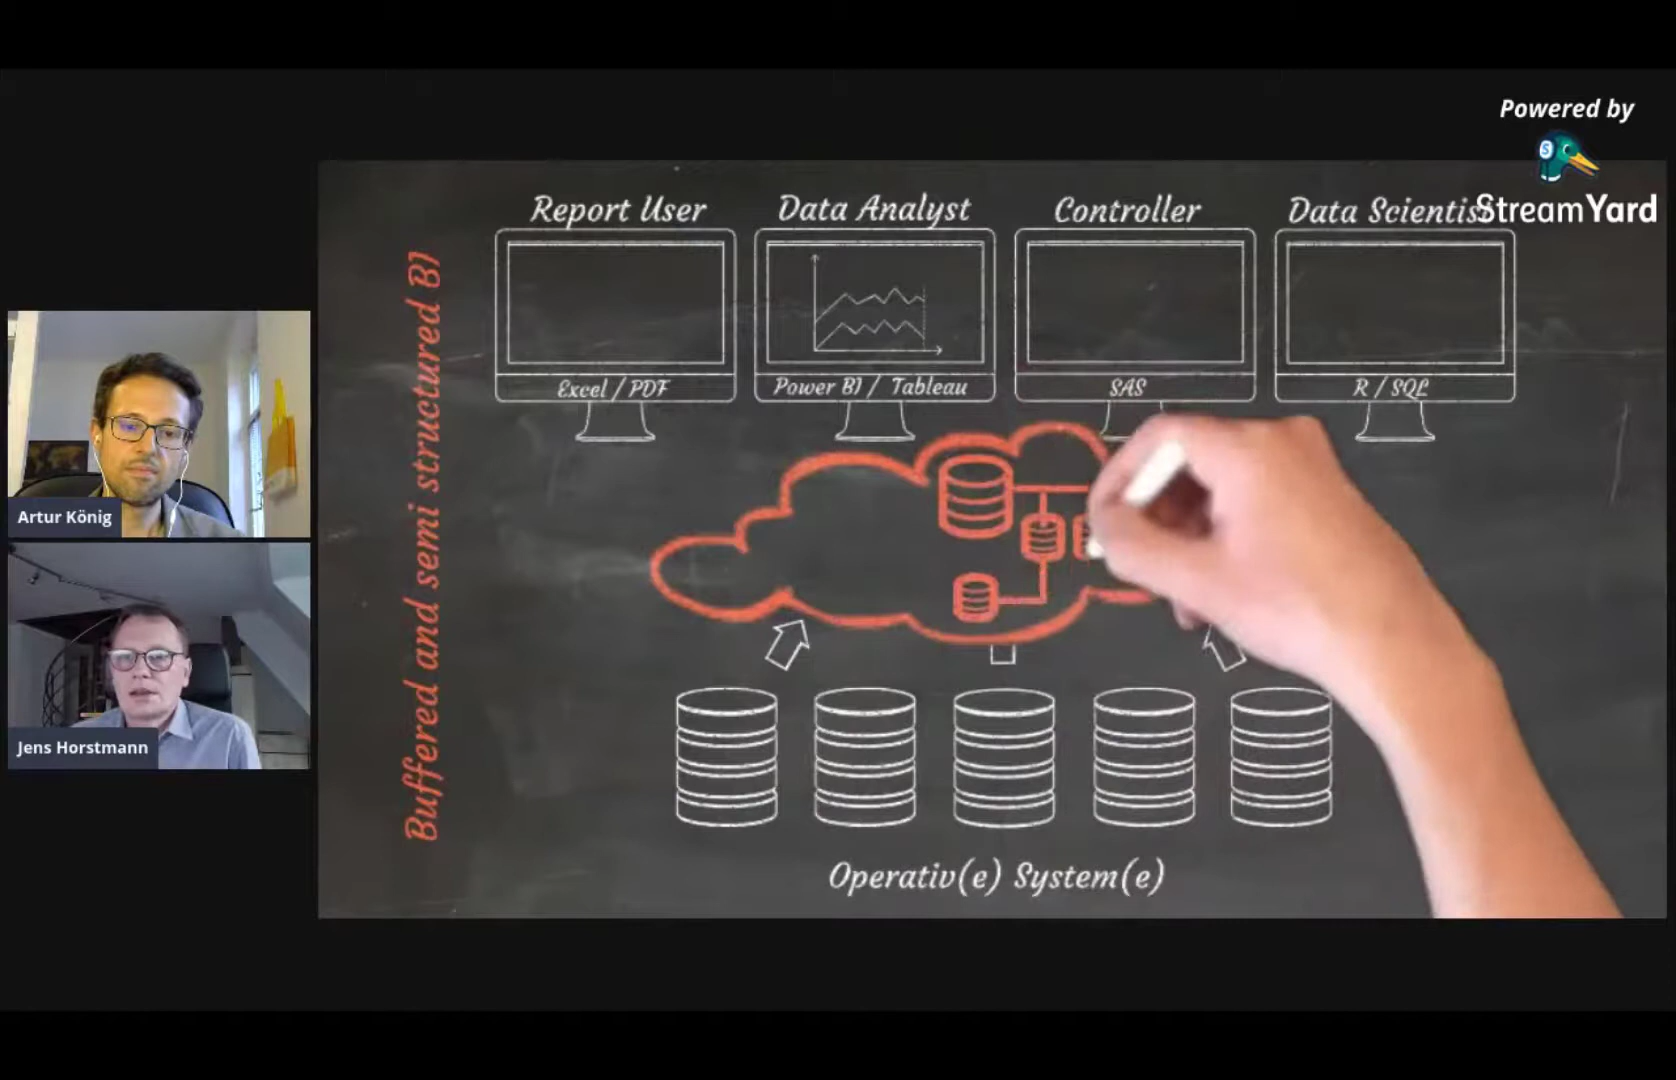 Powered by
StreamYard
Report User
Data Analyst
Controller
Data Scientist
Excel / PDF
Power BI / Tableau
SAS
R / SQL
Buffered and semi structured BI
Artur König
Jens Horstmann
Operativ(e) System(e)